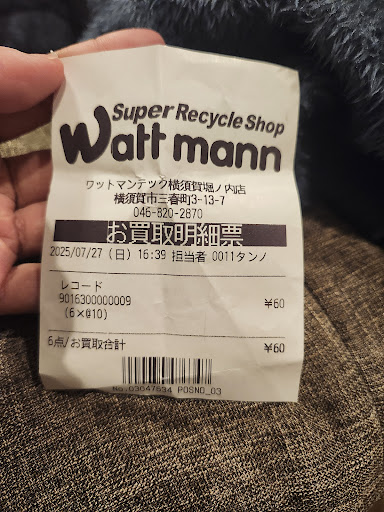 Super Recycle Shop
Watt mann
ワットマンテック横須賀堀ノ内店
横須賀市三春町3-13-7
046-820-2870
お買取明細票
2025/07/27 (日) 16:39 担当者 0011タンノ
レコード
9016300000009 ¥60
(6×@10)
6点/お買取合計 ¥60
No.03647634 POSNO_03